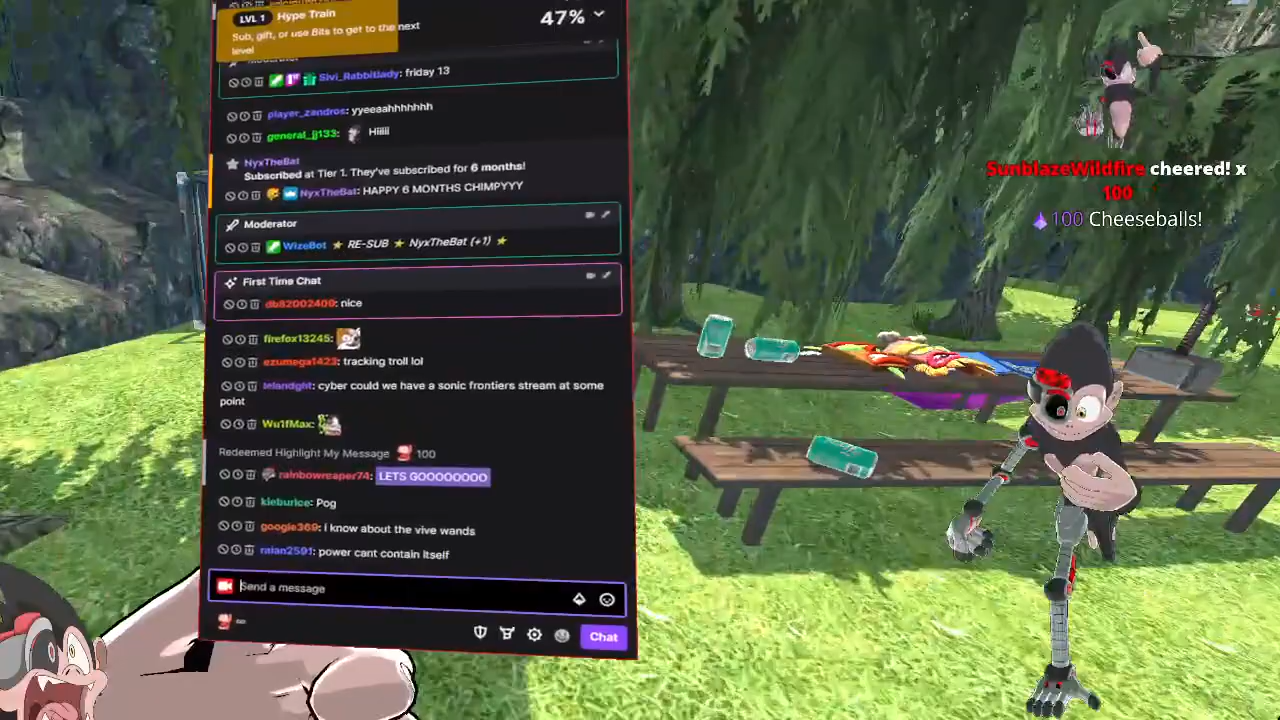 LVL 1 Hype Train
Sub, gift, or use Bits to get to the next
level
47%
Sivi_Rabbitlady: friday 13
player_zandros: yyeeaahhhhhhh
general_jj133: Hiiiii
NyxTheBat
Subscribed at Tier 1. They've subscribed for 6 months!
NyxTheBat: HAPPY 6 MONTHS CHIMPYYY
Moderator
WizeBot ★ RE-SUB ★ NyxTheBat (+1) ★
First Time Chat
db82002400: nice
firefox13245:
ezumega1423: tracking troll lol
lelandght: cyber could we have a sonic frontiers stream at some
point
Wu1fMax:
Redeemed Highlight My Message 100
rainbowreaper74: LETS GOOOOOOOO
kleburice: Pog
googie369: i know about the vive wands
raian2591: power cant contain itself
Send a message
Chat
SunblazeWildfire cheered! x
100
100 Cheeseballs!